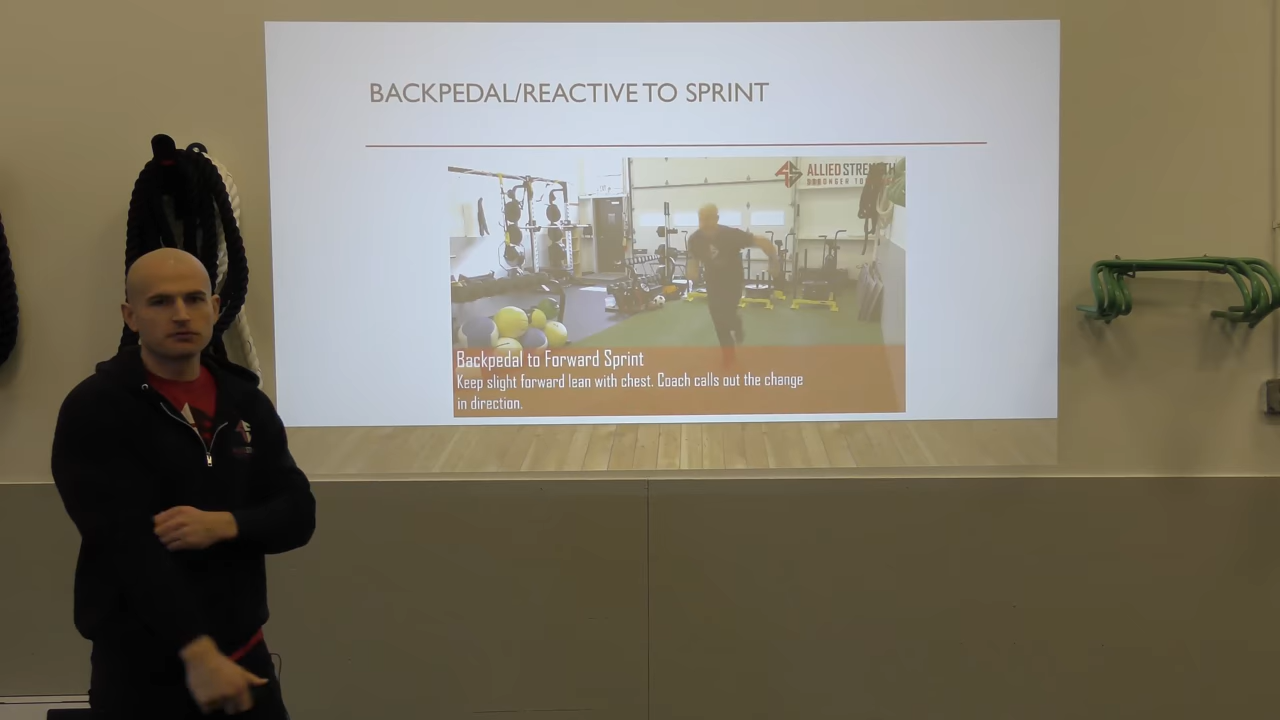 BACKPEDAL/REACTIVE TO SPRINT
ALLIED STRENGTH
Backpedal to Forward Sprint
Keep slight forward lean with chest. Coach calls out the change
in direction.